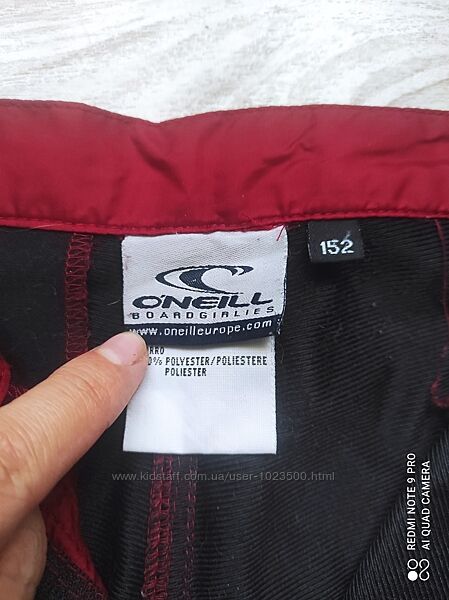 152
O'NEILL
BOARDGIRLIES
www.oneilleurope.com
POLYESTER/POLIESTERE
POLIESTER
www.kidstaff.com.ua/user-1023500.html
REDMI NOTE 9 PRO
AI QUAD CAMERA